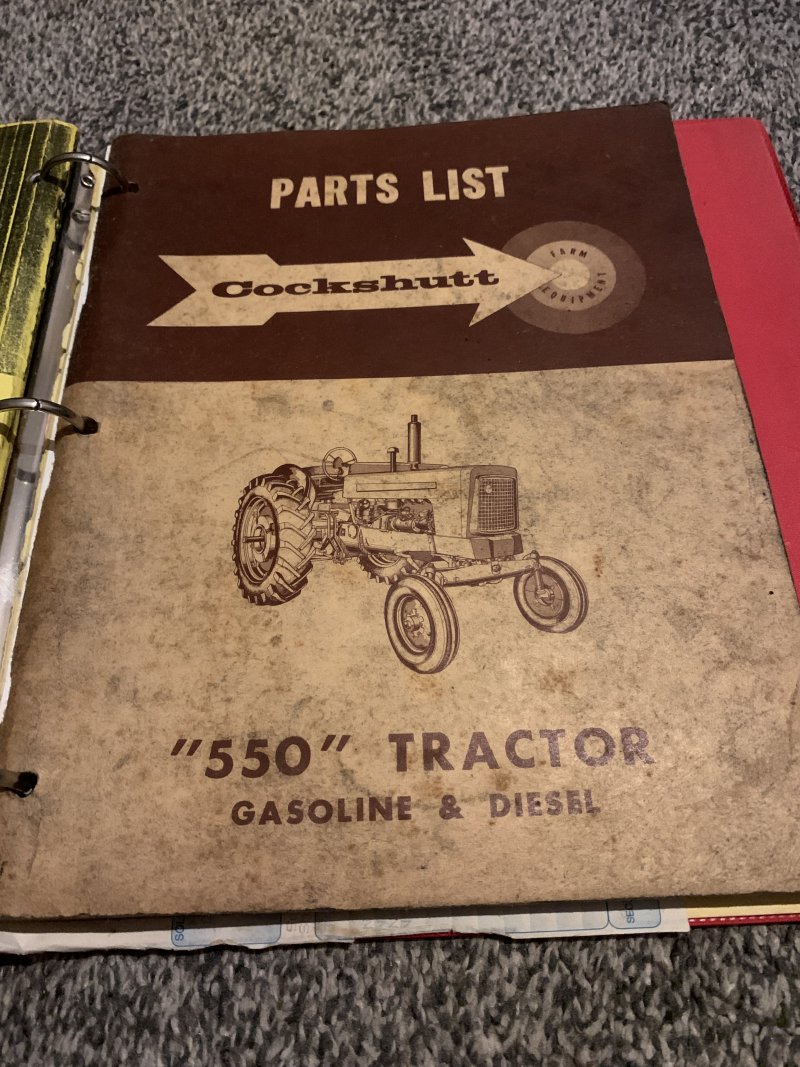 PARTS LIST
Cockshutt
FARM
EQUIPMENT
"550" TRACTOR
GASOLINE & DIESEL